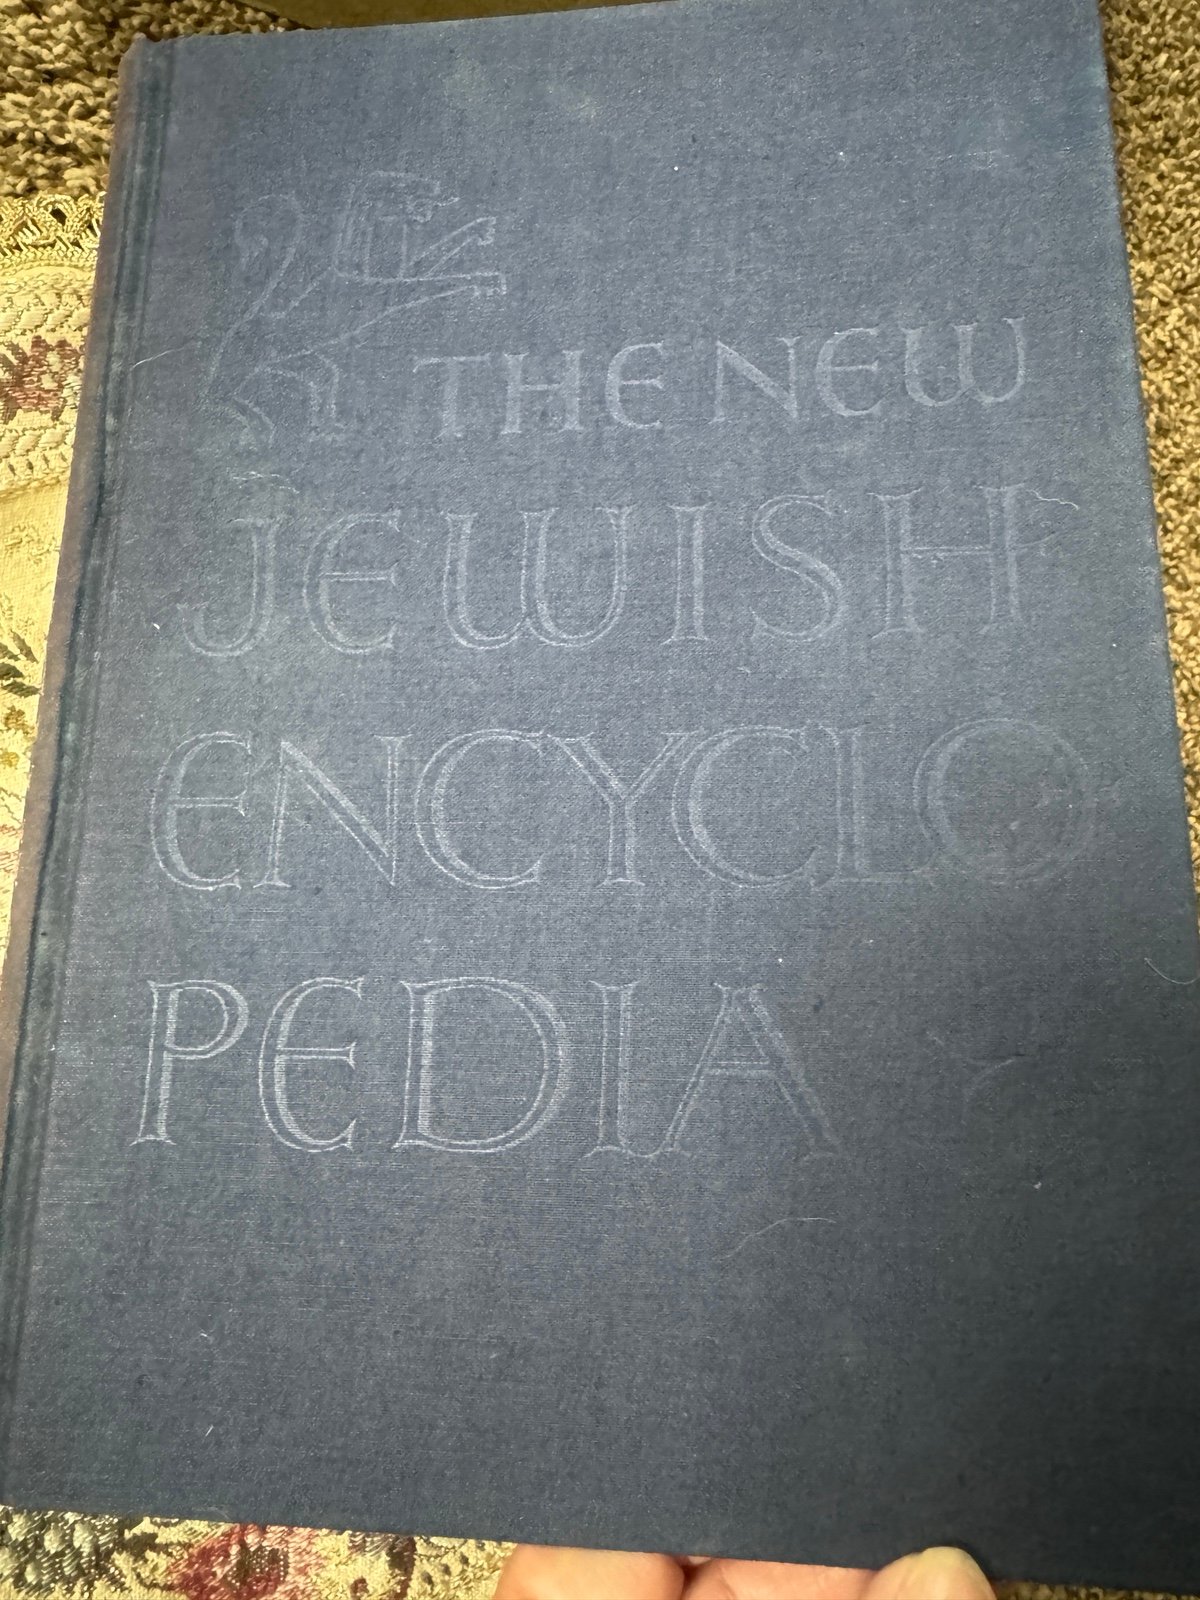 THE NEW
JEWISH
ENCYCLO
PEDIA